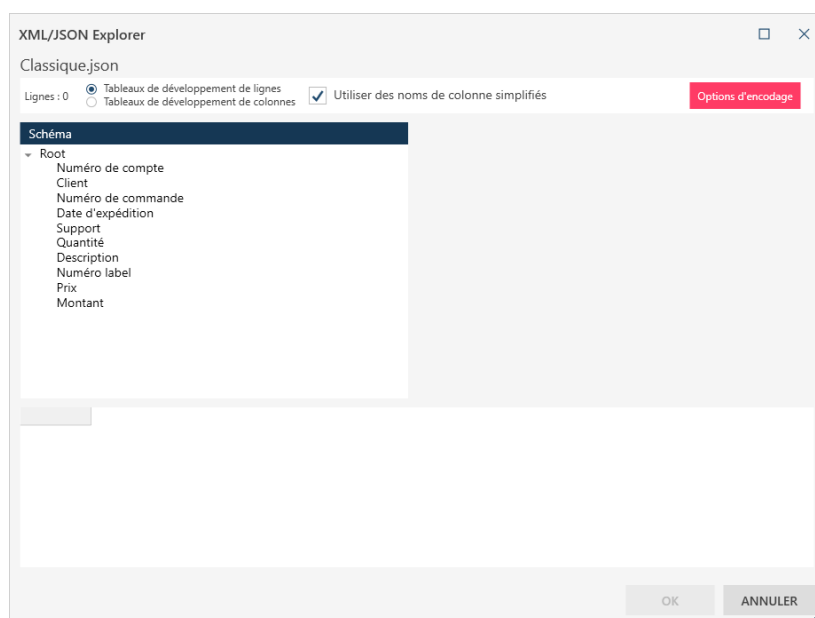 XML/JSON Explorer
Classique.json
Lignes : 0
Tableaux de développement de lignes
Tableaux de développement de colonnes
Utiliser des noms de colonne simplifiés
Options d'encodage
Schéma
Root
Numéro de compte
Client
Numéro de commande
Date d'expédition
Support
Quantité
Description
Numéro label
Prix
Montant
OK
ANNULER